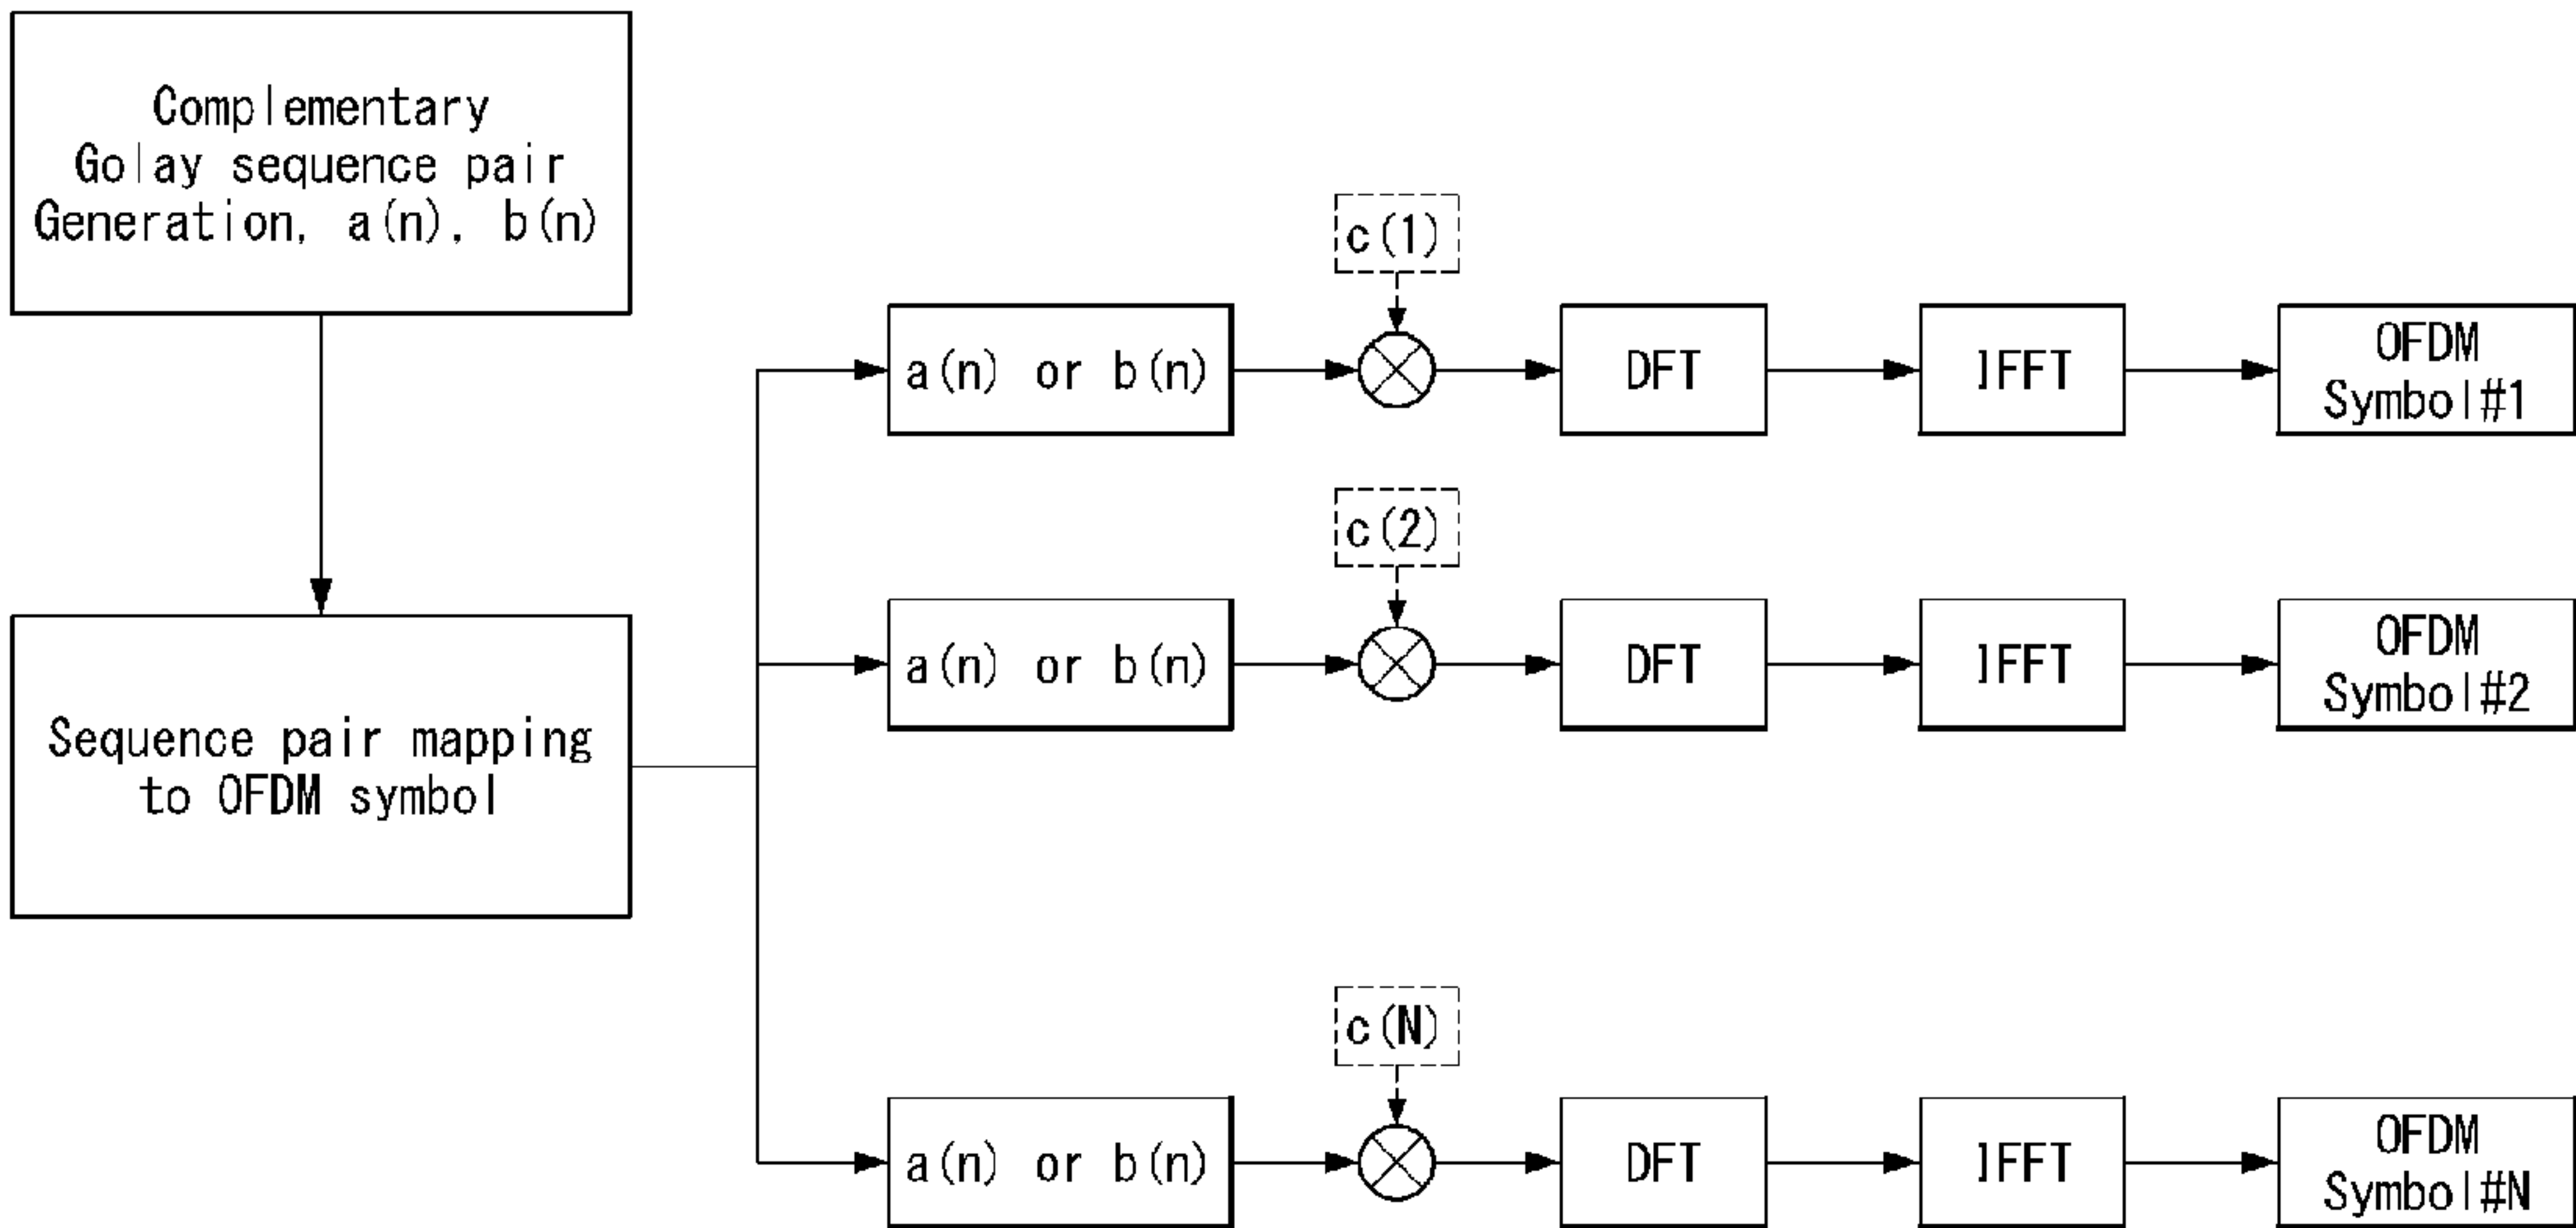 Complementary
Golay sequence pair
Generation, a(n), b(n)
Sequence pair mapping
to OFDM symbol
c(1)
a(n) or b(n)
DFT
IFFT
OFDM
Symbol#1
c(2)
a(n) or b(n)
DFT
IFFT
OFDM
Symbol#2
c(N)
a(n) or b(n)
DFT
IFFT
OFDM
Symbol#N